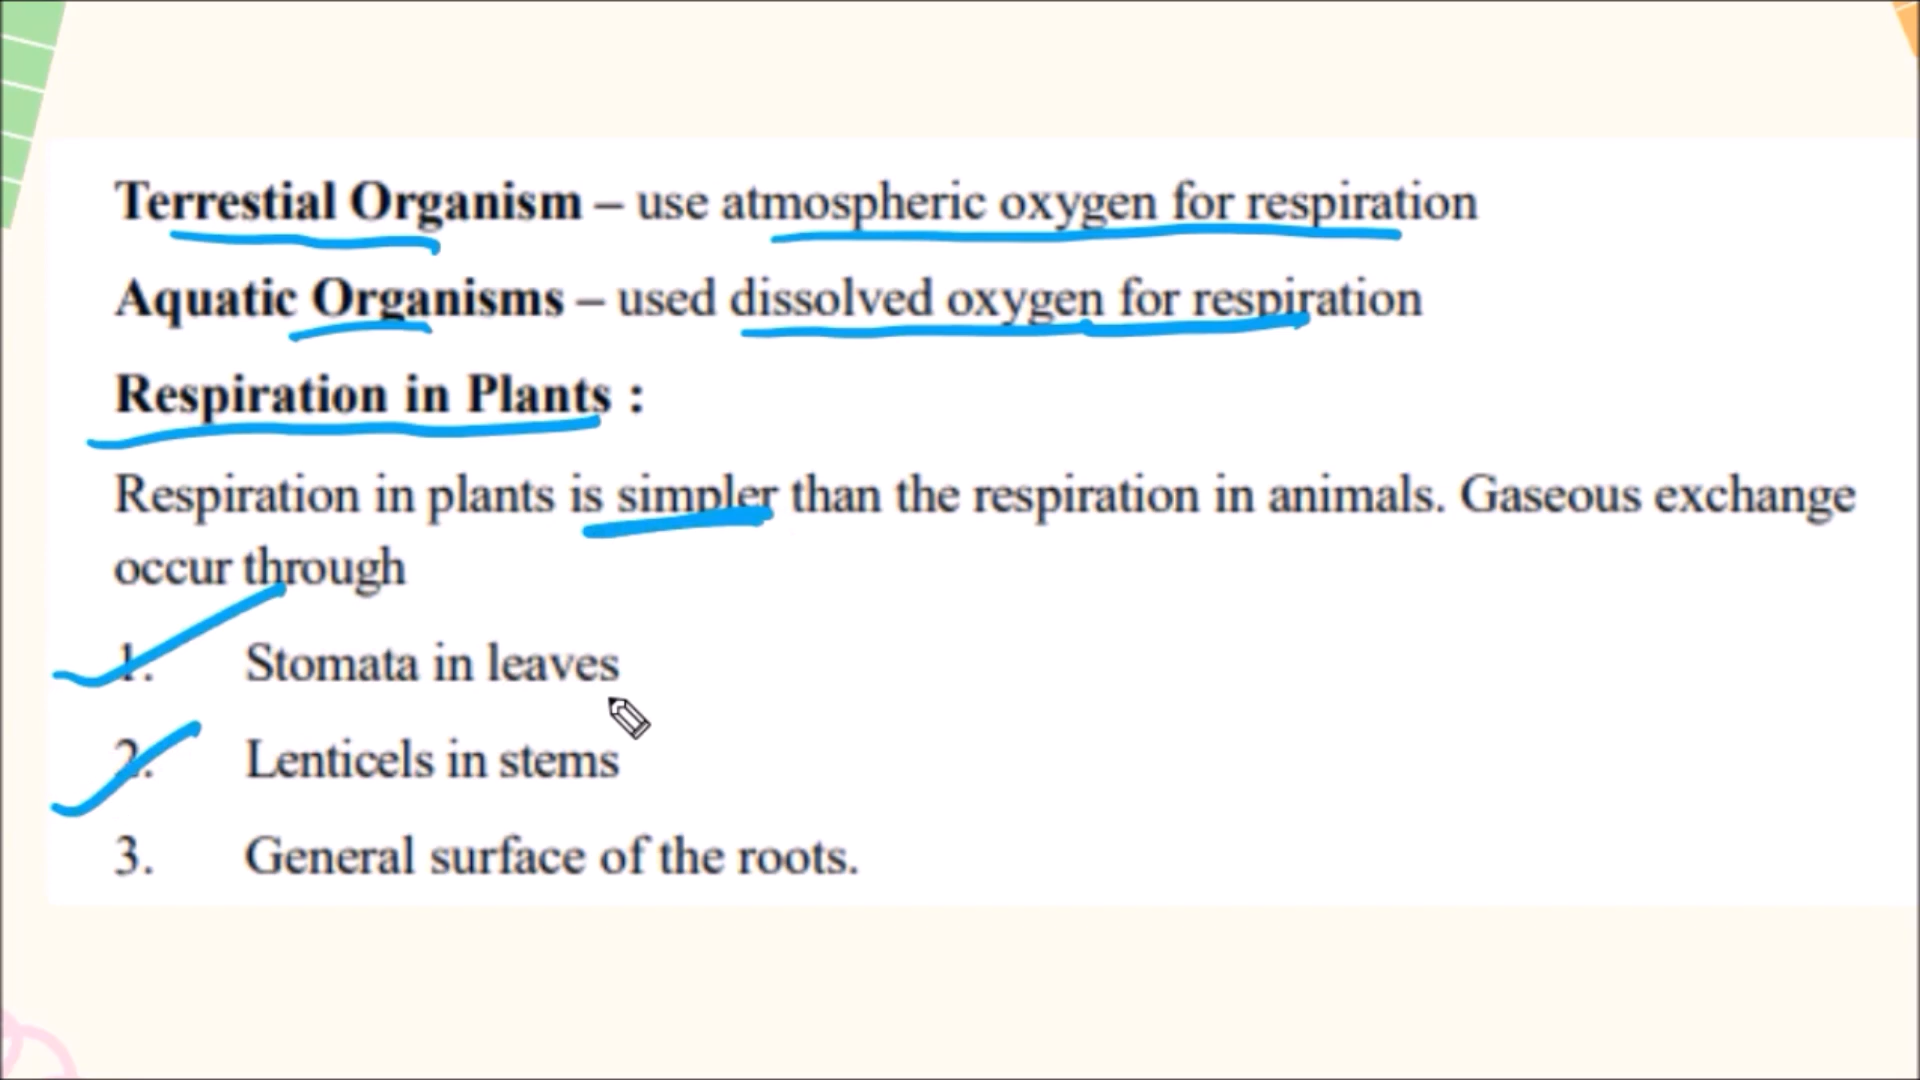 Terrestial Organism – use atmospheric oxygen for respiration
Aquatic Organisms – used dissolved oxygen for respiration
Respiration in Plants :
Respiration in plants is simpler than the respiration in animals. Gaseous exchange
occur through
1. Stomata in leaves
2. Lenticels in stems
3. General surface of the roots.